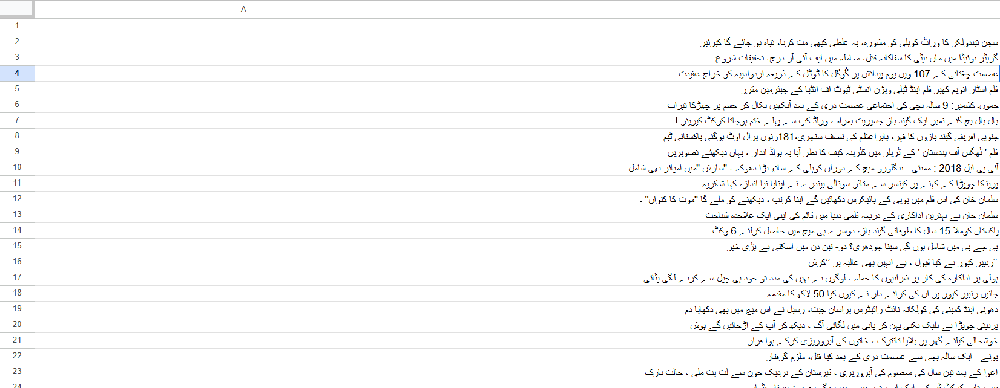 A
1
2 سچن تیندولکر کا وراٹ کوہلی کو مشورہ، یہ غلطی کبھی مت کرنا، تباہ ہو جائے گا کیرئیر
3 گریٹر نوئیڈا میں ماں بیٹی کا سفاکانہ قتل، معاملہ میں ایف آئی آر درج، تحقیقات شروع
4 عصمت چغتائی کے 107 ویں یوم پیدائش پر گُوگل کا ڈوڈل کے ذریعہ اردوادیبہ کو خراج عقیدت
5 فلم اسٹار انوپم کھیر فلم اینڈ ٹیلی ویژن انسٹی ٹیوٹ آف انڈیا کے چیئرمین مقرر
6 جموں۔ کشمیر: 9 سالہ بچی کی اجتماعی عصمت دری کے بعد آنکھیں نکال کر جسم پر چھڑکا تیزاب
7 بال بال بچ گئے نمبر ایک گیند باز جسپریت بمراہ ، ورلڈ کپ سے پہلے ختم ہوجاتا کرکٹ کیریئر ! ۔
8 جنوبی افریقی گیند بازوں کا قہر، بابراعظم کی نصف سنچری،181رنوں پرآل آوٹ ہوگئی پاکستانی ٹیم
9 فلم ' ٹھگس آف ہندستان ' کے ٹریلر میں کٹرینہ کیف کا نظر آیا یہ بولڈ انداز ، یہاں دیکھئے تصویریں
10 آئی پی ایل 2018 : ممبئی - بنگلورو میچ کے دوران کوہلی کے ساتھ بڑا دھوکہ ، "سازش "میں امپائر بھی شامل
11 پرینکا چوپڑا کے کہنے پر کینسر سے متاثر سونالی بیندرے نے اپنایا نیا انداز، کہا شکریہ
12 سلمان خان کی اس فلم میں یوپی کے بائیکرس دکھائیں گے اپنا کرتب ، دیکھنے کو ملے گا "موت کا کنواں" ۔
13 سلمان خان نے بہترین اداکاری کے ذریعہ فلمی دنیا میں قائم کی اپنی ایک علاحدہ شناخت
14 پاکستان کوملا 15 سال کا طوفانی گیند باز، دوسرے ہی میچ میں حاصل کرلئے 6 وکٹ
15 بی جے پی میں شامل ہوں گی سپنا چودھری؟ دو- تین دن میں آسکتی ہے بڑی خبر
16 ‘‘رنبیر کپور نے کیا قبول ، ہے انہیں بھی عالیہ پر ’’کرش
17 ہولی پر اداکارہ کی کار پر شرابیوں کا حملہ ، لوگوں نے نہیں کی مدد تو خود ہی چپل سے کرنے لگی پٹائی
18 جانیں رنبیر کپور پر ان کی کرائے دار نے کیوں کیا 50 لاکھ کا مقدمہ
19 دھونی اینڈ کمپنی کی کولکاتہ نائٹ رائیڈرس پرآسان جیت، رسیل نے اس میچ میں بھی دکھایا دم
20 پرنیتی چوپڑا نے بلیک بکنی پہن کر پانی میں لگائی آگ ، دیکھ کر آپ کے اڑجائیں گے ہوش
21 خوشحالی کیلئے گھر پر بلایا تانترک ، خاتون کی آبروریزی کرکے ہوا فرار
22 پونے : ایک سالہ بچی سے عصمت دری کے بعد کیا قتل، ملزم گرفتار
23 اغوا کے بعد تین سال کی معصوم کی آبروریزی ، قبرستان کے نزدیک خون سے لت پت ملی ، حالت نازک
24